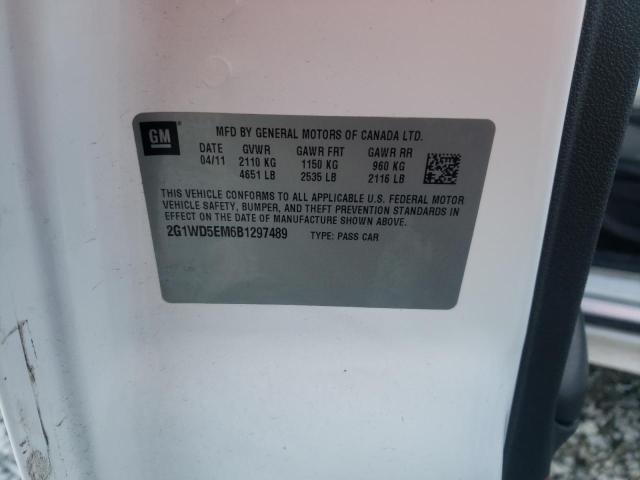 GM
MFD BY GENERAL MOTORS OF CANADA LTD.
DATE GVWR GAWR FRT GAWR RR
04/11 2110 KG 1150 KG 960 KG
4651 LB 2535 LB 2116 LB
THIS VEHICLE CONFORMS TO ALL APPLICABLE U.S. FEDERAL MOTOR
VEHICLE SAFETY, BUMPER, AND THEFT PREVENTION STANDARDS IN
EFFECT ON THE DATE OF MANUFACTURE SHOWN ABOVE.
2G1WD5EM6B1297489 TYPE: PASS CAR